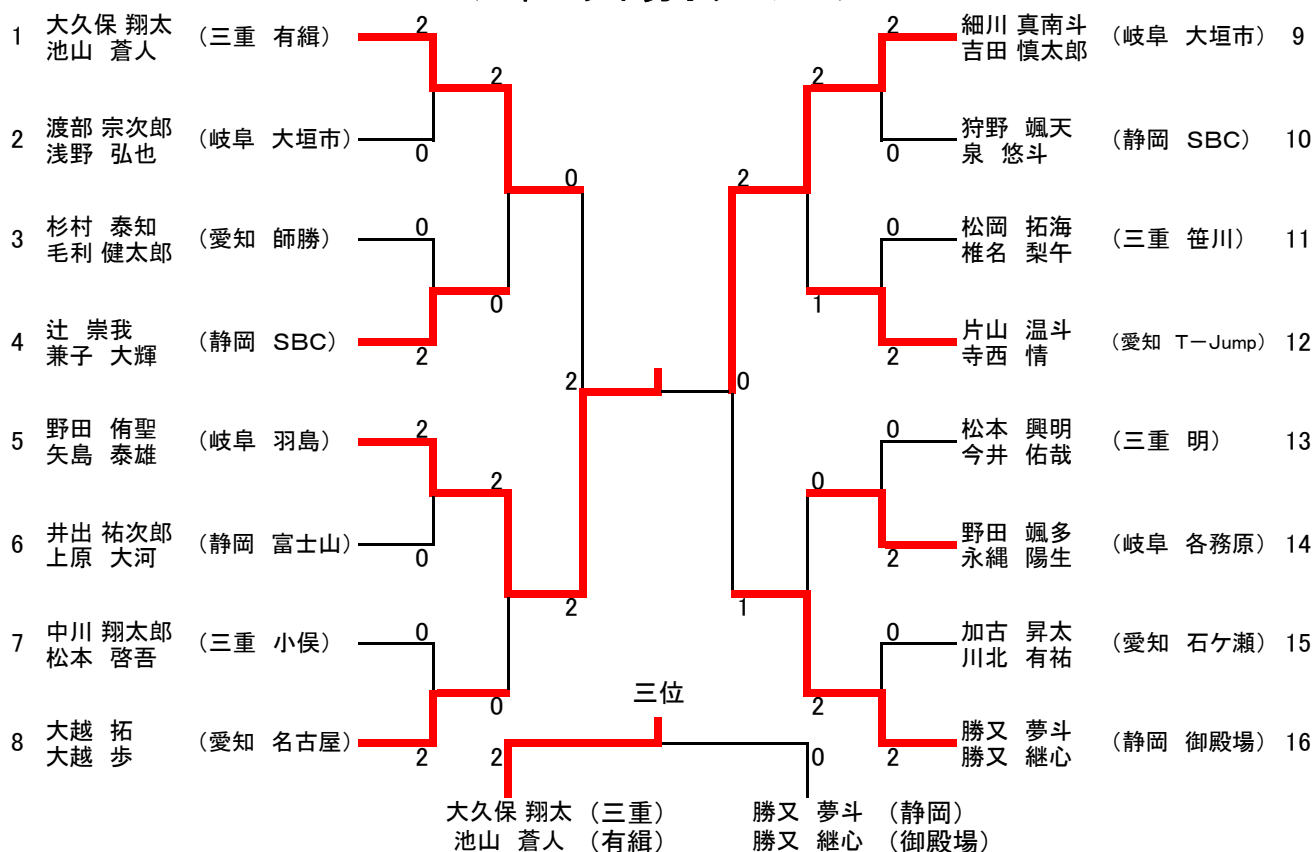 1 大久保 翔太 池山 蒼人 (三重 有緝) 2
2
2 渡部 宗次郎 浅野 弘也 (岐阜 大垣市) 0
0
3 杉村 泰知 毛利 健太郎 (愛知 師勝) 0
0
4 辻 崇我 兼子 大輝 (静岡 SBC) 2
2
5 野田 侑聖 矢島 泰雄 (岐阜 羽島) 2
2
6 井出 祐次郎 上原 大河 (静岡 富士山) 0
2
7 中川 翔太郎 松本 啓吾 (三重 小俣) 0
0
8 大越 拓 大越 歩 (愛知 名古屋) 2
2 細川 真南斗 吉田 慎太郎 (岐阜 大垣市) 9
2
0 狩野 颯天 泉 悠斗 (静岡 SBC) 10
2
0 松岡 拓海 椎名 梨午 (三重 笹川) 11
1
2 片山 温斗 寺西 情 (愛知 T-Jump) 12
0
0 松本 興明 今井 佑哉 (三重 明) 13
0
2 野田 颯多 永縄 陽生 (岐阜 各務原) 14
1
0 加古 昇太 川北 有祐 (愛知 石ケ瀬) 15
2
2 勝又 夢斗 勝又 継心 (静岡 御殿場) 16
三位
2 0
大久保 翔太 (三重) 勝又 夢斗 (静岡)
池山 蒼人 (有緝) 勝又 継心 (御殿場)